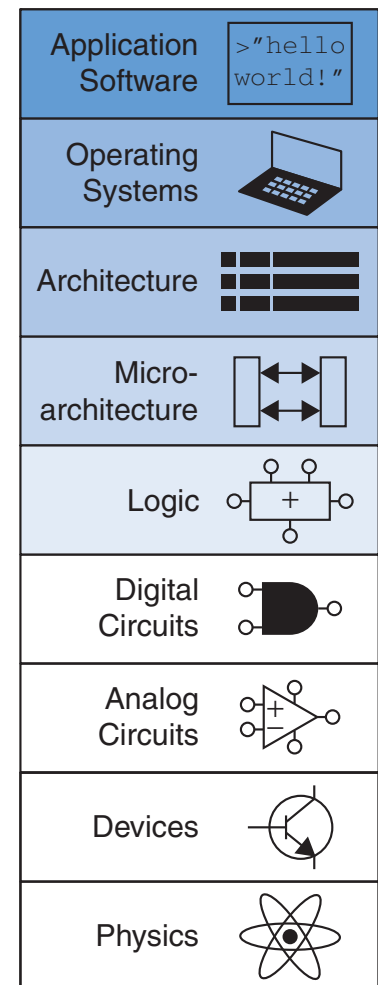 Application
Software
>"hello
world!"
Operating
Systems
Architecture
Micro-
architecture
Logic
+
Digital
Circuits
Analog
Circuits
+
−
Devices
Physics